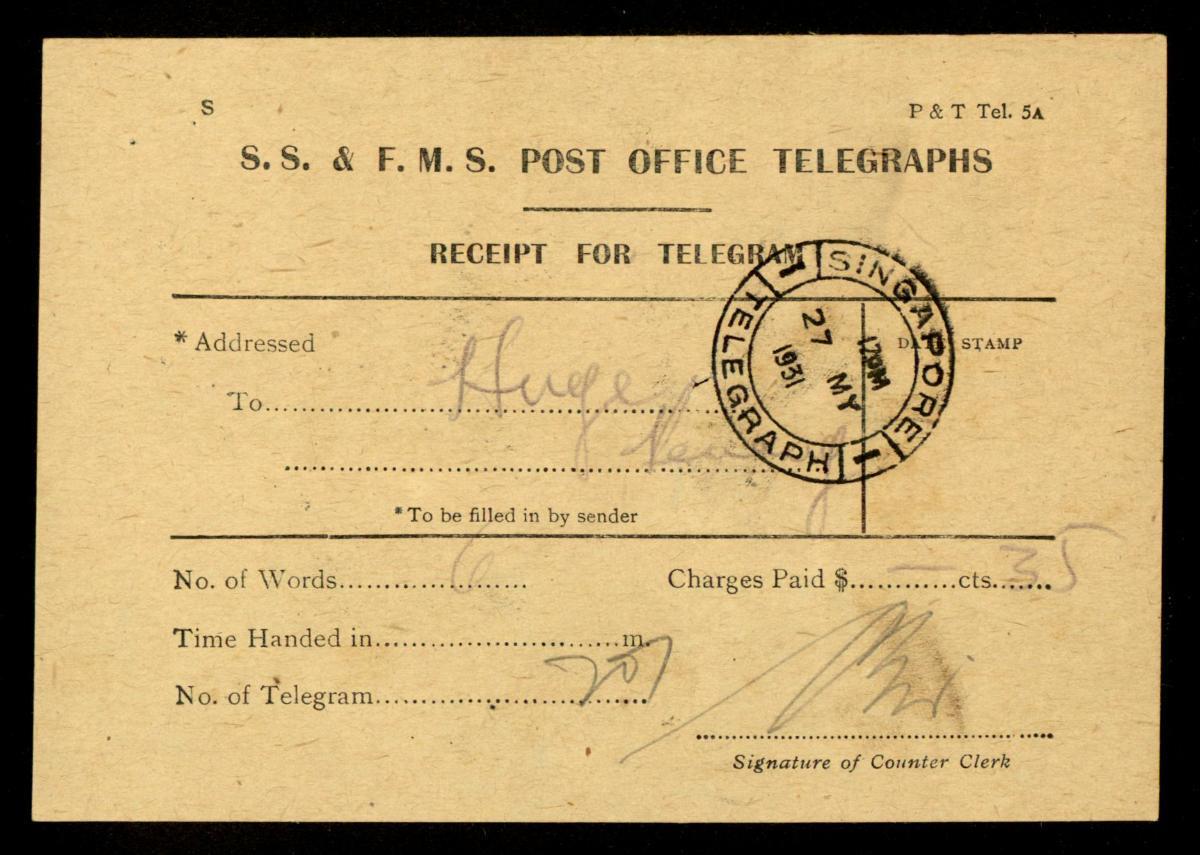 S
P & T Tel. 5A
S. S. & F. M. S. POST OFFICE TELEGRAPHS
RECEIPT FOR TELEGRAM
SINGAPORE
TELEGRAPH
12PM
27 MY
1931
DATE STAMP
* Addressed
To
* To be filled in by sender
No. of Words 6
Charges Paid $ — cts. 35
Time Handed in m.
No. of Telegram 707
Signature of Counter Clerk